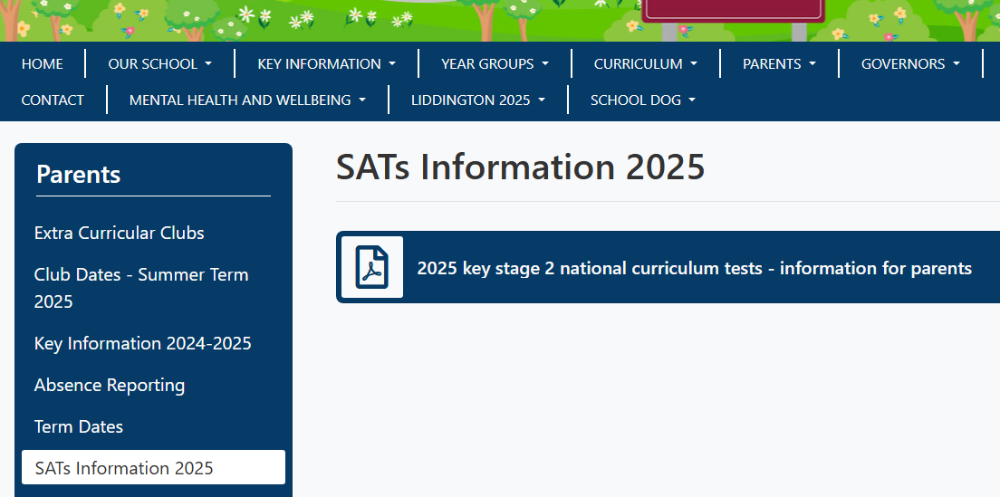 HOME OUR SCHOOL KEY INFORMATION YEAR GROUPS CURRICULUM PARENTS GOVERNORS
CONTACT MENTAL HEALTH AND WELLBEING LIDDINGTON 2025 SCHOOL DOG
Parents
Extra Curricular Clubs
Club Dates - Summer Term
2025
Key Information 2024-2025
Absence Reporting
Term Dates
SATs Information 2025
SATs Information 2025
2025 key stage 2 national curriculum tests - information for parents